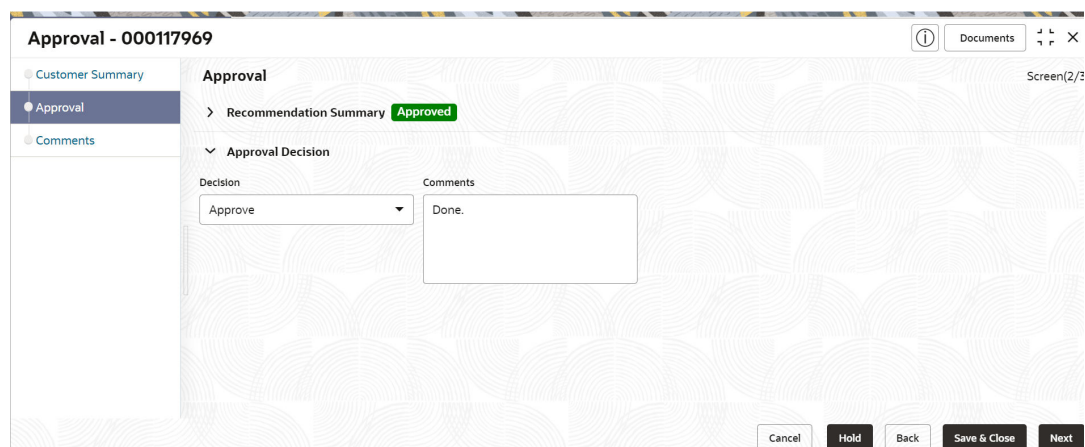 Approval - 000117969
Documents
Customer Summary
Approval
Comments
Approval
Screen(2/3
Recommendation Summary Approved
Approval Decision
Decision
Comments
Approve
Done.
Cancel
Hold
Back
Save & Close
Next